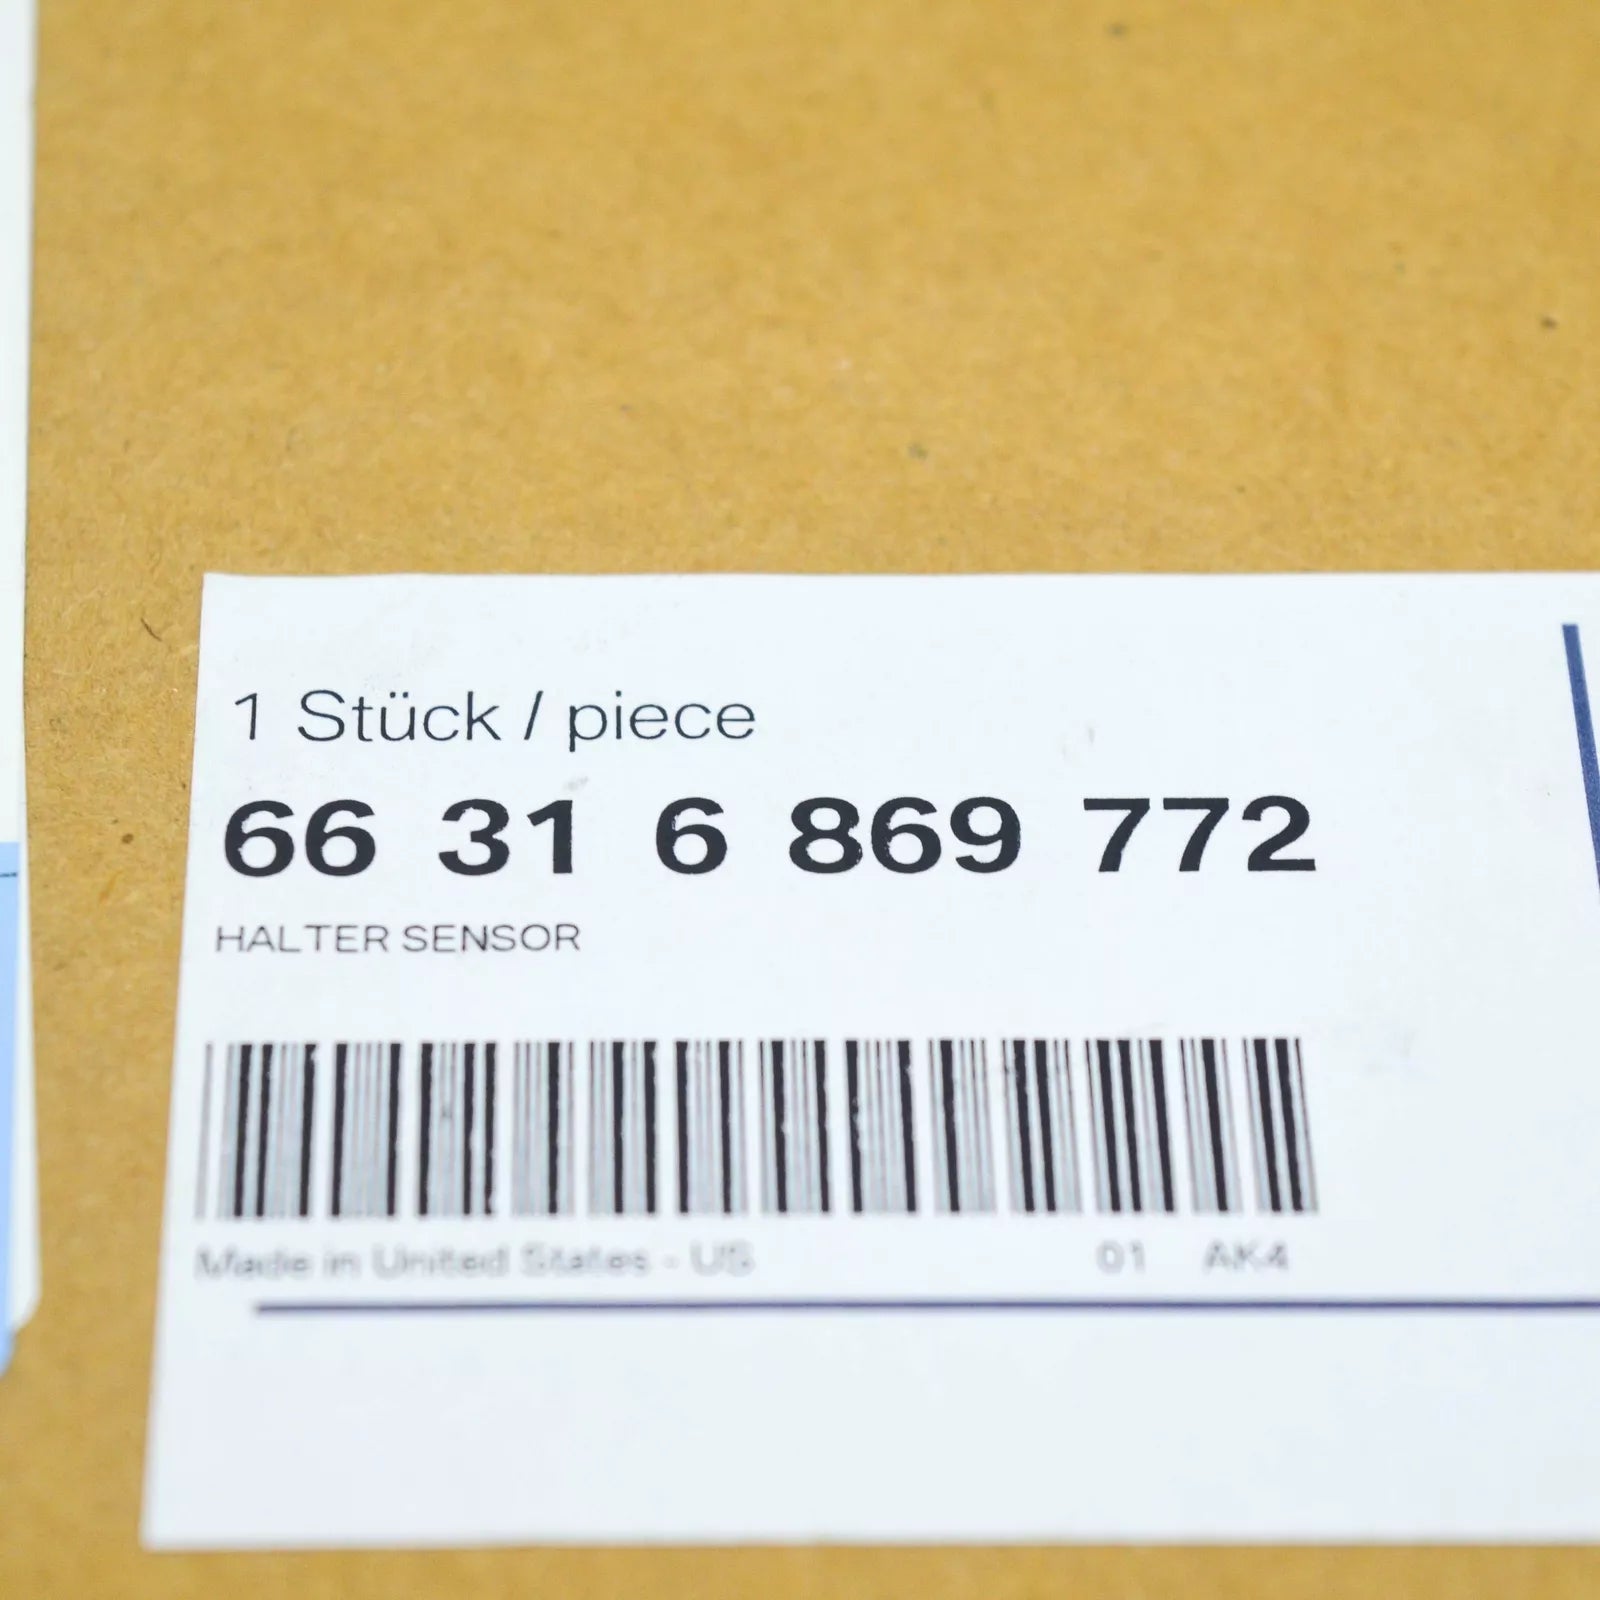 1 Stück / piece
66 31 6 869 772
HALTER SENSOR
Made in United States - US 01 AK4